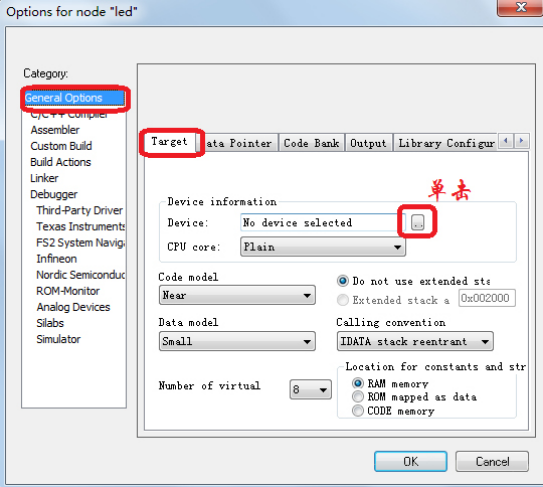 Options for node "led"
Category:
General Options
C/C++ Compiler
Assembler
Custom Build
Build Actions
Linker
Debugger
Third-Party Driver
Texas Instruments
FS2 System Naviga
Infineon
Nordic Semiconduc
ROM-Monitor
Analog Devices
Silabs
Simulator
Target ata Pointer Code Bank Output Library Configur
单击
Device information
Device: No device selected ...
CPU core: Plain
Code model
Near
Do not use extended sta
Extended stack a 0x002000
Data model
Small
Calling convention
IDATA stack reentrant
Number of virtual 8
Location for constants and str
RAM memory
ROM mapped as data
CODE memory
OK Cancel